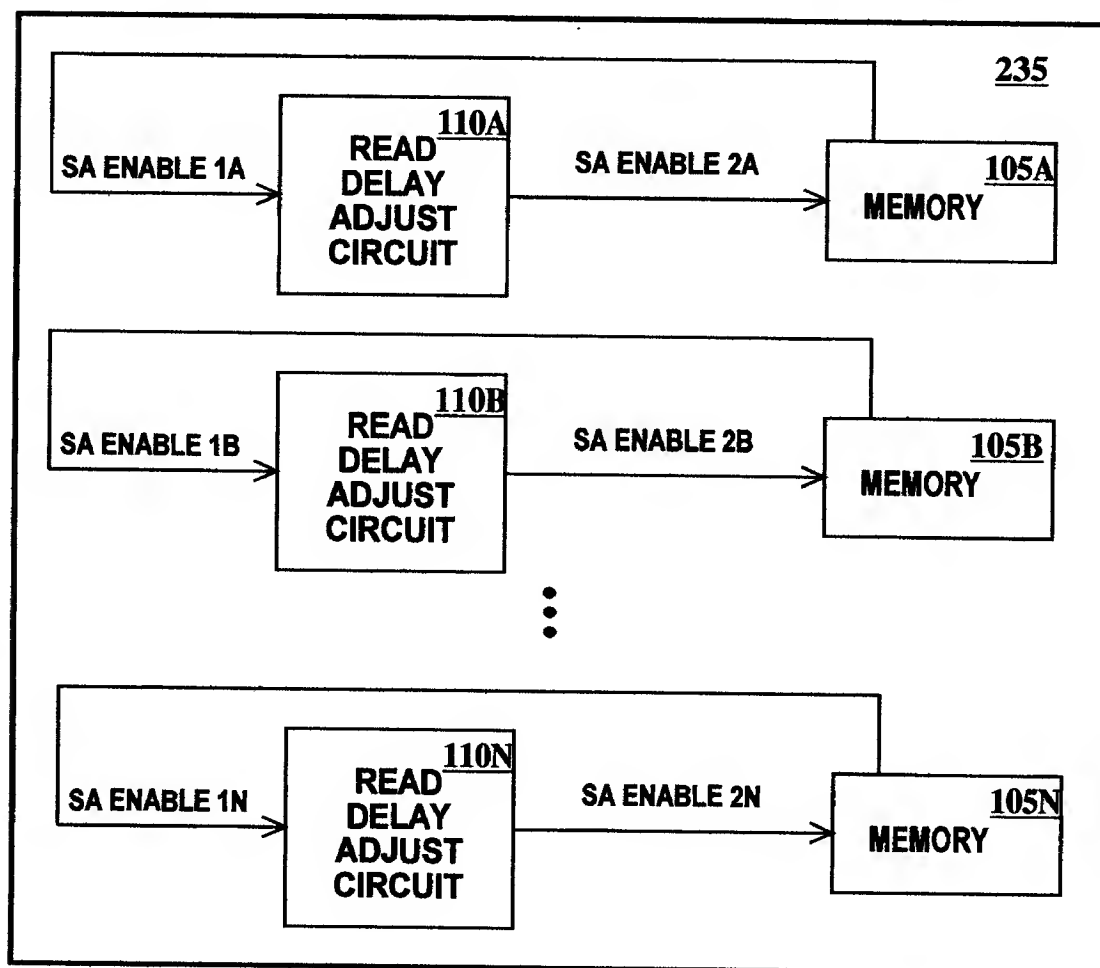 235
110A
READ
DELAY
ADJUST
CIRCUIT
SA ENABLE 1A
SA ENABLE 2A
105A
MEMORY
110B
READ
DELAY
ADJUST
CIRCUIT
SA ENABLE 1B
SA ENABLE 2B
105B
MEMORY
110N
READ
DELAY
ADJUST
CIRCUIT
SA ENABLE 1N
SA ENABLE 2N
105N
MEMORY